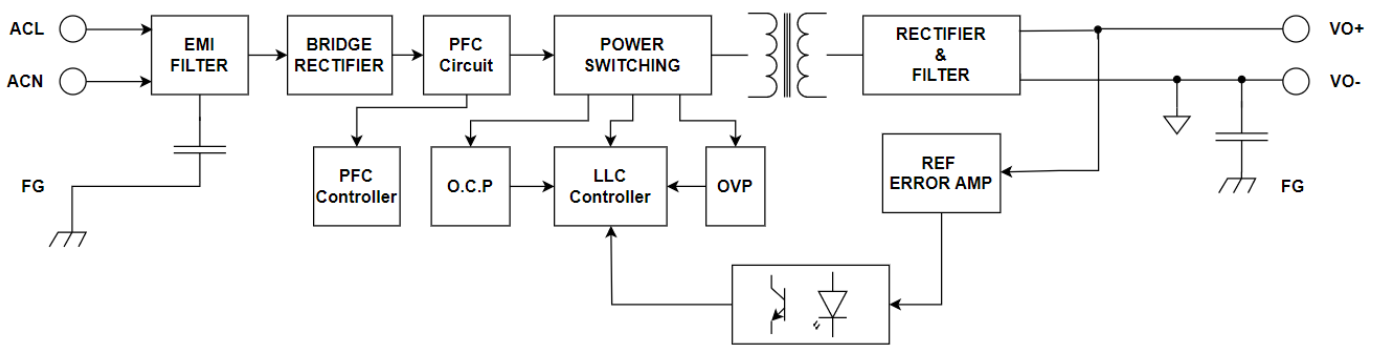 ACL
EMI
FILTER
BRIDGE
RECTIFIER
PFC
Circuit
POWER
SWITCHING
RECTIFIER
&
FILTER
VO+
ACN
VO-
PFC
Controller
O.C.P
LLC
Controller
OVP
REF
ERROR AMP
FG
FG